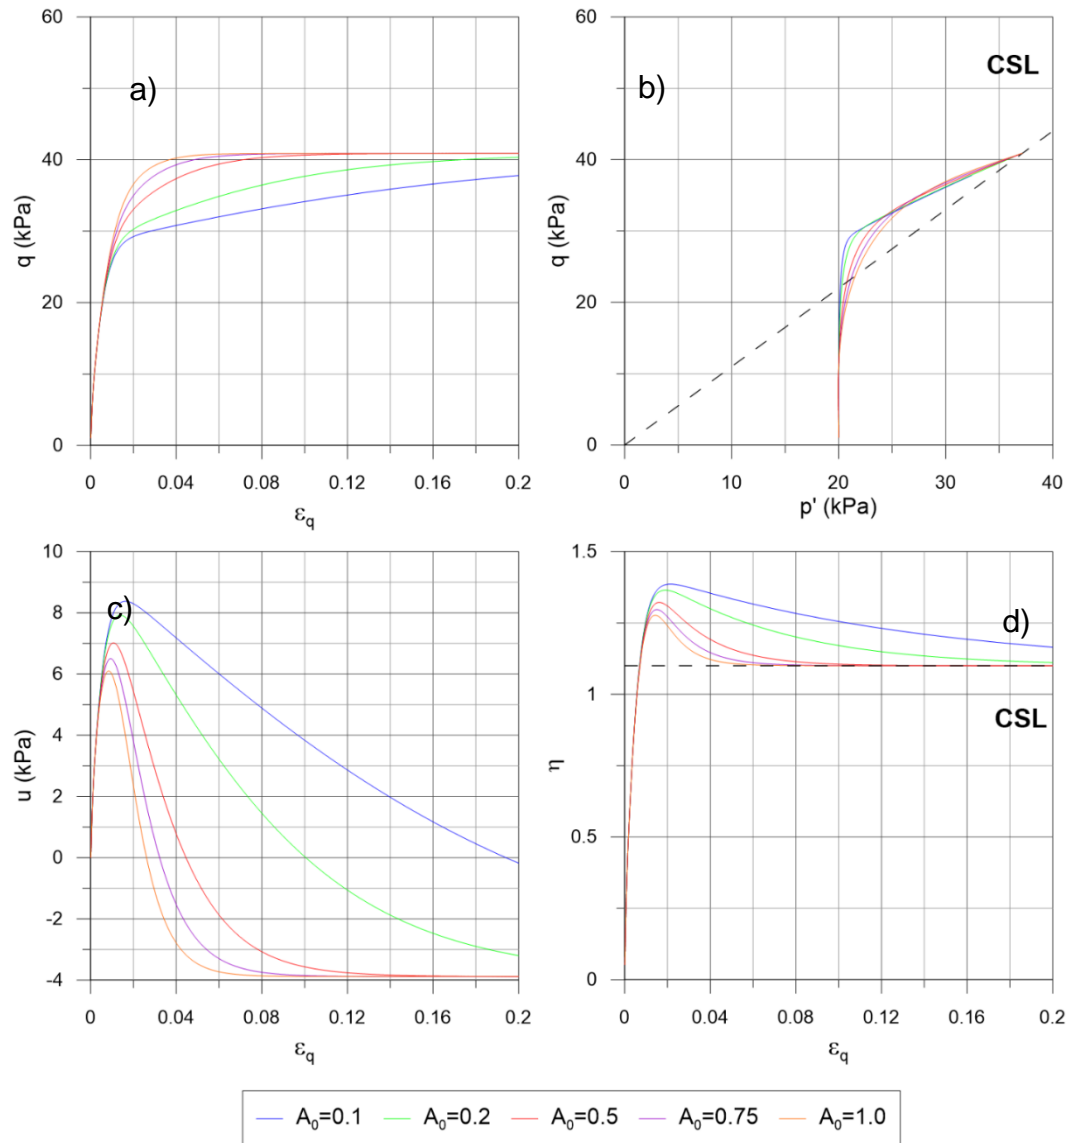 60
40
20
0
q (kPa)
a)
0 0.04 0.08 0.12 0.16 0.2
εq
60
40
20
0
q (kPa)
b)
CSL
0 10 20 30 40
p' (kPa)
10
8
6
4
2
0
-2
-4
u (kPa)
c)
0 0.04 0.08 0.12 0.16 0.2
εq
1.5
1
0.5
0
η
d)
CSL
0 0.04 0.08 0.12 0.16 0.2
εq
A₀=0.1 A₀=0.2 A₀=0.5 A₀=0.75 A₀=1.0